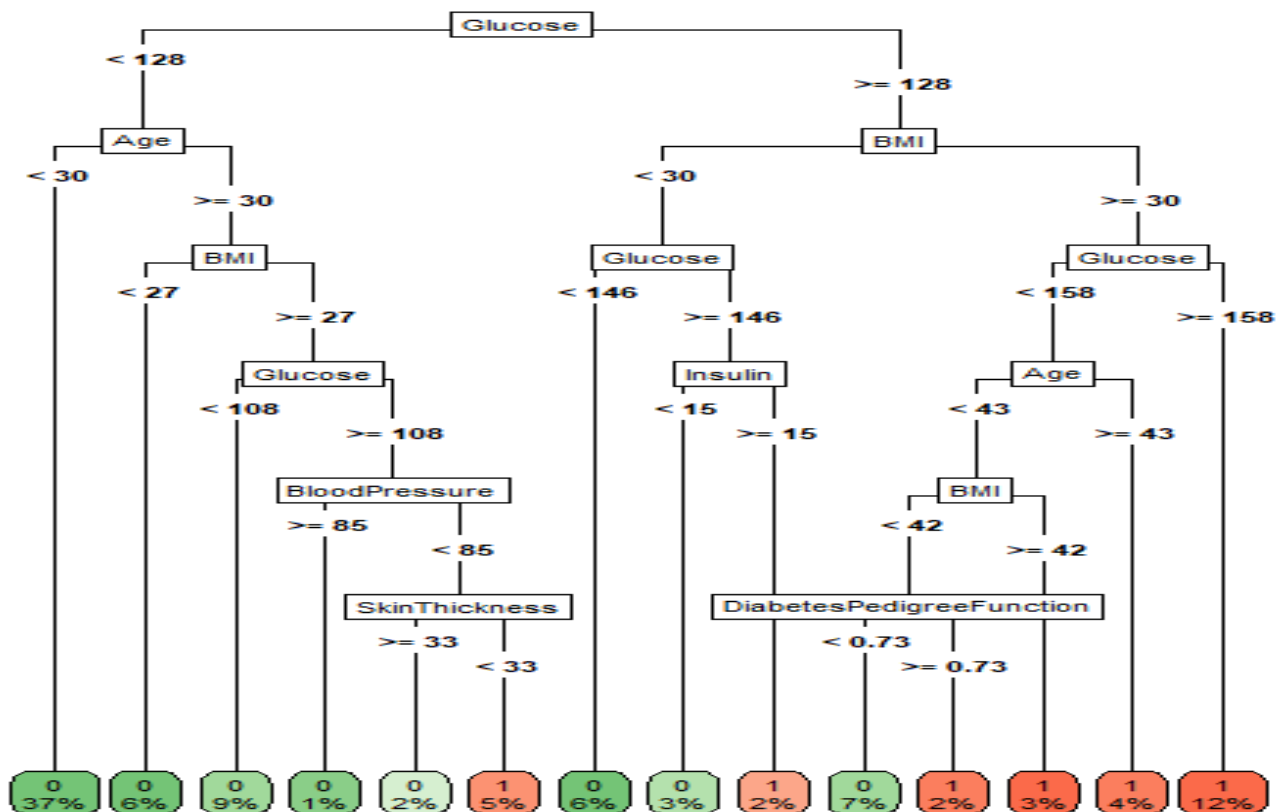 Glucose
< 128
>= 128
Age
BMI
< 30
< 30
>= 30
>= 30
BMI
Glucose
Glucose
< 27
< 146
< 158
>= 27
>= 146
>= 158
Glucose
Insulin
Age
< 108
< 15
< 43
>= 108
>= 15
>= 43
BloodPressure
BMI
>= 85
< 42
< 85
>= 42
SkinThickness
DiabetesPedigreeFunction
>= 33
< 0.73
< 33
>= 0.73
0 0 0 0 0 1 0 0 1 0 1 1 1 1
37% 6% 9% 1% 2% 5% 6% 3% 2% 7% 2% 3% 4% 12%